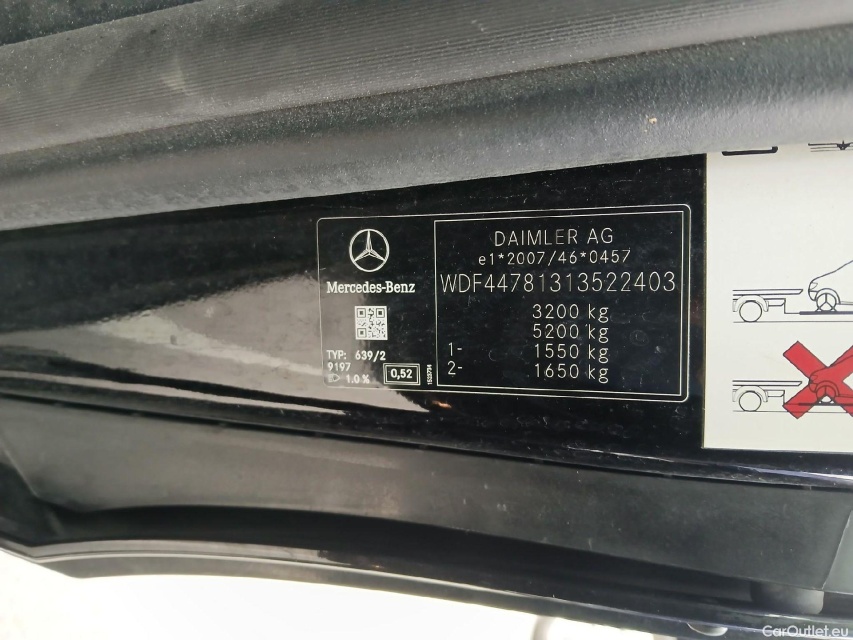 DAIMLER AG
e1*2007/46*0457
WDF44781313522403
3200 kg
5200 kg
1- 1550 kg
2- 1650 kg
Mercedes-Benz
TYP: 639/2
9197
1.0% 0,52
CarOutlet.eu